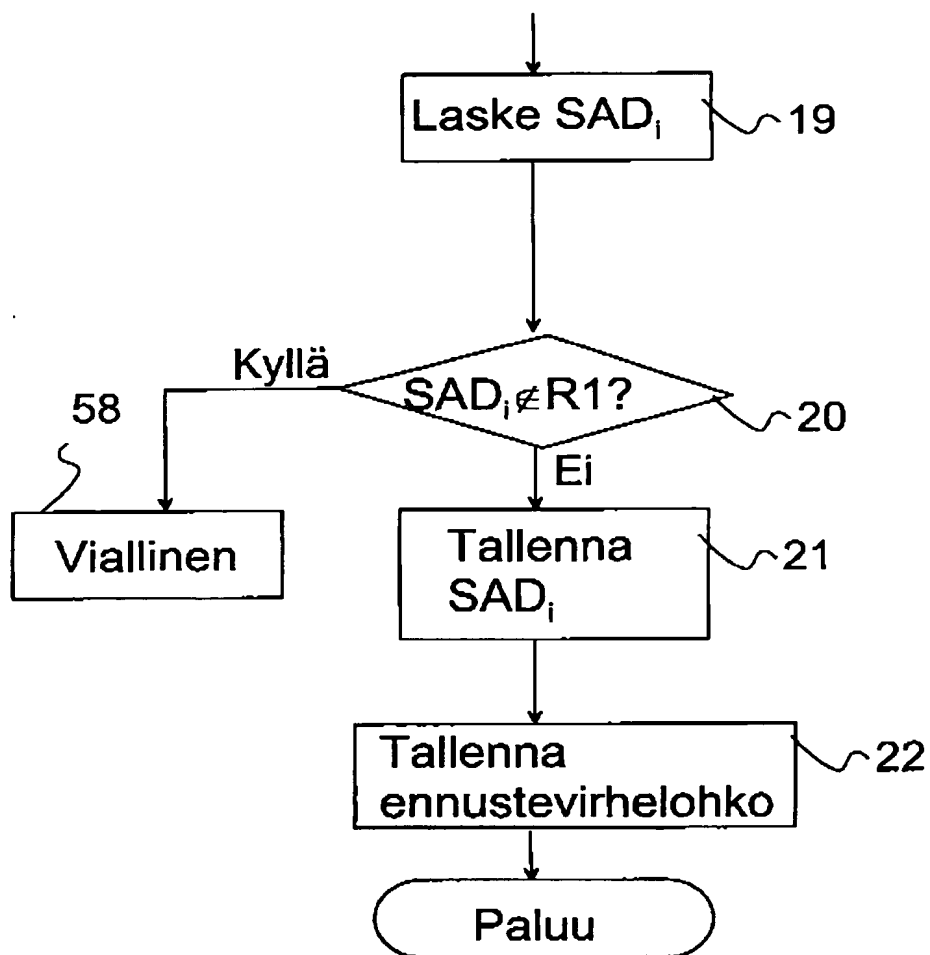 Laske SADᵢ
19
Kyllä
SADᵢ∉R1?
20
58
Ei
Viallinen
Tallenna
SADᵢ
21
Tallenna
ennustevirhelohko
22
Paluu